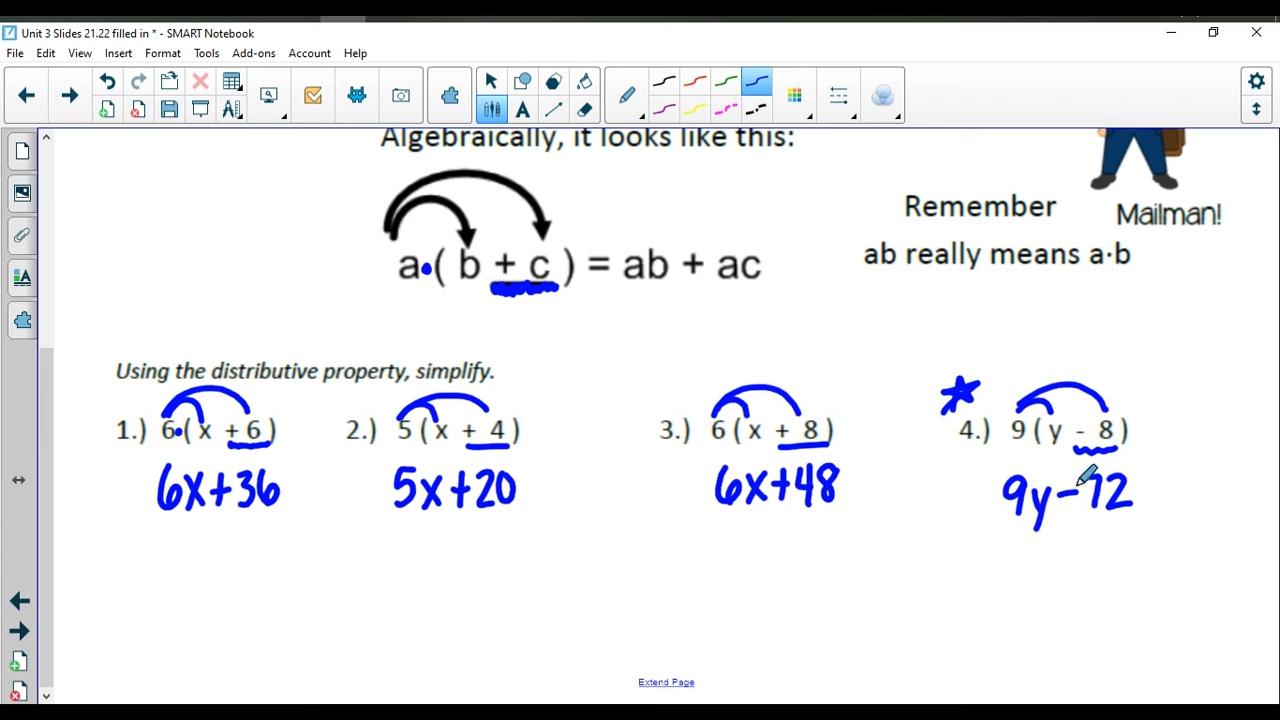 Unit 3 Slides 21.22 filled in * - SMART Notebook
File Edit View Insert Format Tools Add-ons Account Help
Algebraically, it looks like this:
a•( b + c ) = ab + ac
Remember
Mailman!
ab really means a·b
Using the distributive property, simplify.
1.) 6•(x + 6) 2.) 5(x + 4) 3.) 6(x + 8) 4.) 9(y - 8)
6x+36 5x+20 6x+48 9y-72
Extend Page